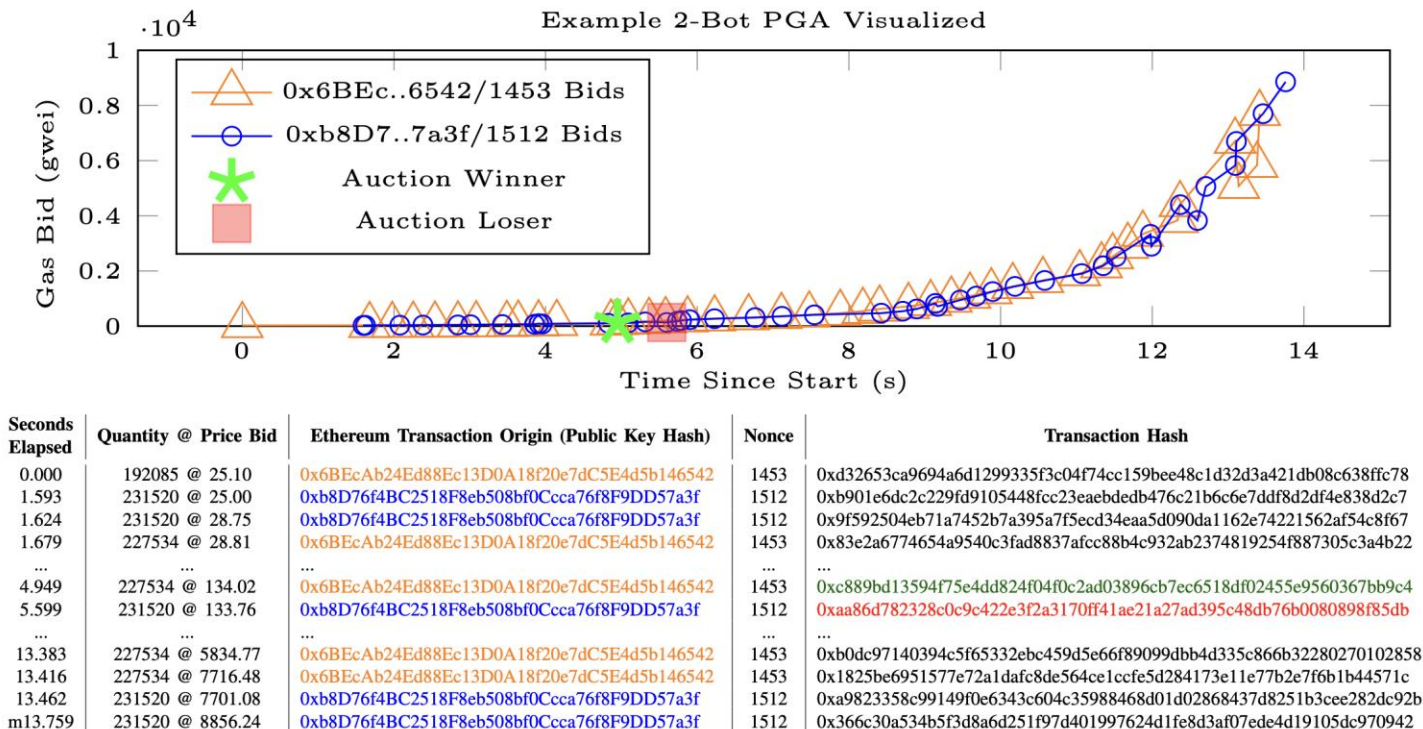 Example 2-Bot PGA Visualized
·10⁴
1
0.8
0.6
0.4
0.2
0
Gas Bid (gwei)
0x6BEc..6542/1453 Bids
0xb8D7..7a3f/1512 Bids
Auction Winner
Auction Loser
0 2 4 6 8 10 12 14
Time Since Start (s)
Seconds Elapsed Quantity @ Price Bid Ethereum Transaction Origin (Public Key Hash) Nonce Transaction Hash
0.000 192085 @ 25.10 0x6BEcAb24Ed88Ec13D0A18f20e7dC5E4d5b146542 1453 0xd32653ca9694a6d1299335f3c04f74cc159bee48c1d32d3a421db08c638ffc78
1.593 231520 @ 25.00 0xb8D76f4BC2518F8eb508bf0Ccca76f8F9DD57a3f 1512 0xb901e6dc2c229fd9105448fcc23eaebdedb476c21b6c6e7ddf8d2df4e838d2c7
1.624 231520 @ 28.75 0xb8D76f4BC2518F8eb508bf0Ccca76f8F9DD57a3f 1512 0x9f592504eb71a7452b7a395a7f5ecd34eaa5d090da1162e74221562af54c8f67
1.679 227534 @ 28.81 0x6BEcAb24Ed88Ec13D0A18f20e7dC5E4d5b146542 1453 0x83e2a6774654a9540c3fad8837afcc88b4c932ab2374819254f887305c3a4b22
... ... ... ... ...
4.949 227534 @ 134.02 0x6BEcAb24Ed88Ec13D0A18f20e7dC5E4d5b146542 1453 0xc889bd13594f75e4dd824f04f0c2ad03896cb7ec6518df02455e9560367bb9c4
5.599 231520 @ 133.76 0xb8D76f4BC2518F8eb508bf0Ccca76f8F9DD57a3f 1512 0xaa86d782328c0c9c422e3f2a3170ff41ae21a27ad395c48db76b0080898f85db
... ... ... ... ...
13.383 227534 @ 5834.77 0x6BEcAb24Ed88Ec13D0A18f20e7dC5E4d5b146542 1453 0xb0dc97140394c5f65332ebc459d5e66f89099dbb4d335c866b32280270102858
13.416 227534 @ 7716.48 0x6BEcAb24Ed88Ec13D0A18f20e7dC5E4d5b146542 1453 0x1825be6951577e72a1dafc8de564ce1ccfe5d284173e11e77b2e7f6b1b44571c
13.462 231520 @ 7701.08 0xb8D76f4BC2518F8eb508bf0Ccca76f8F9DD57a3f 1512 0xa9823358c99149f0e6343c604c35988468d01d02868437d8251b3cee282dc92b
m13.759 231520 @ 8856.24 0xb8D76f4BC2518F8eb508bf0Ccca76f8F9DD57a3f 1512 0x366c30a534b5f3d8a6d251f97d401997624d1fe8d3af07ede4d19105dc970942